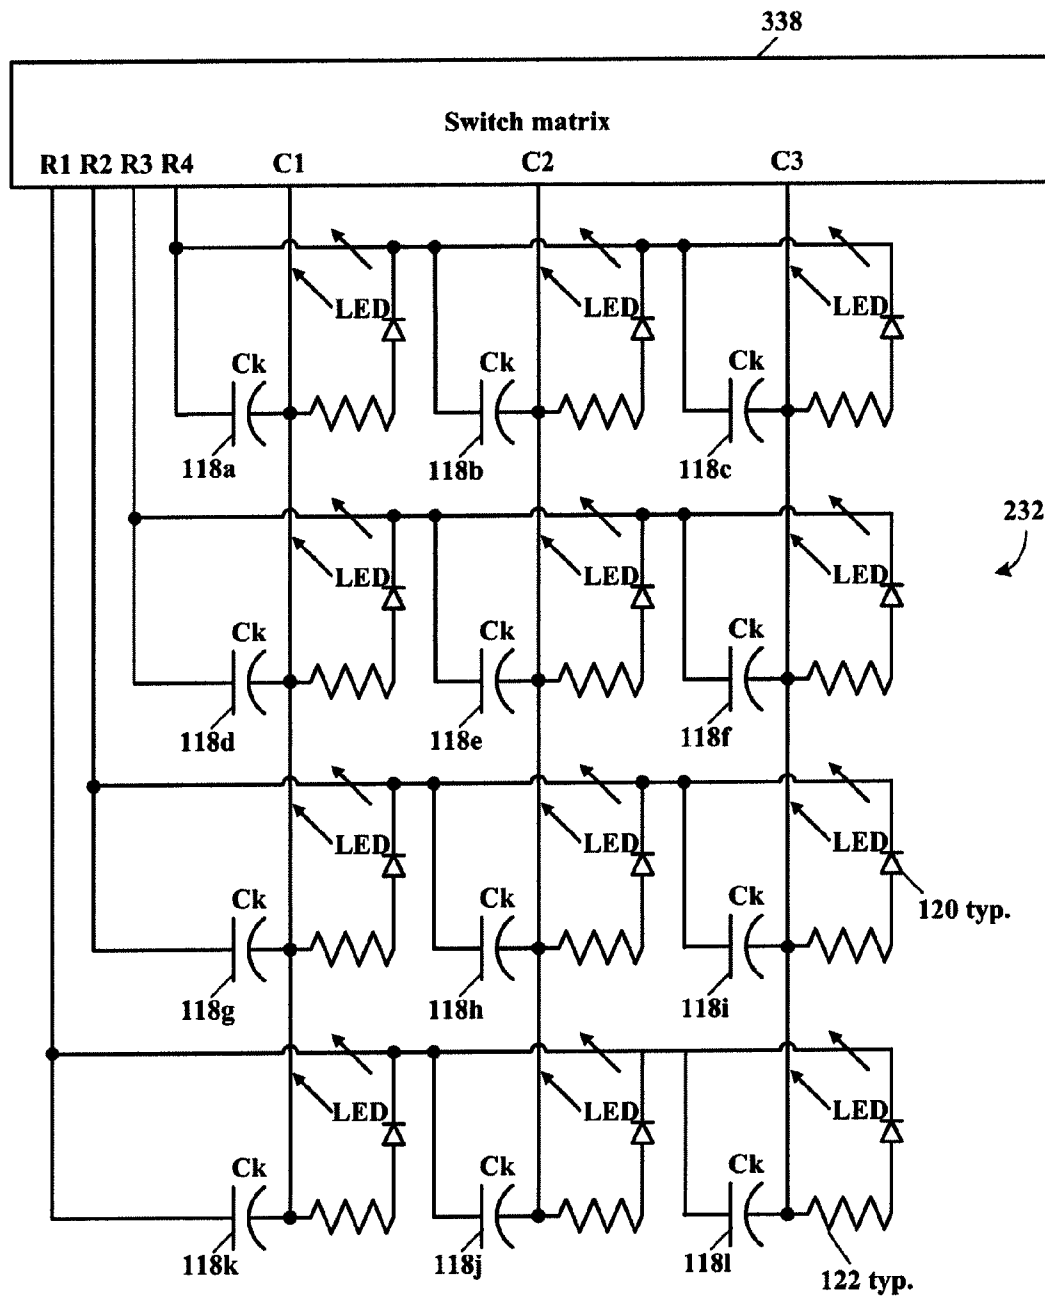 338
Switch matrix
R1 R2 R3 R4 C1 C2 C3
LED LED LED
Ck Ck Ck
118a 118b 118c
232
LED LED LED
Ck Ck Ck
118d 118e 118f
LED LED LED
120 typ.
Ck Ck Ck
118g 118h 118i
LED LED LED
Ck Ck Ck
118k 118j 118l
122 typ.